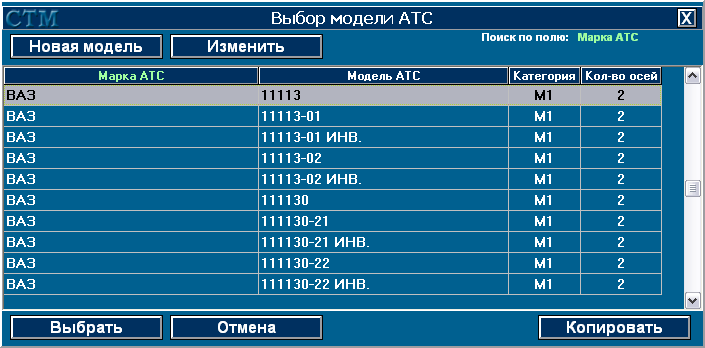 СТМ
Выбор модели АТС
X
Новая модель Изменить Поиск по полю: Марка АТС
Марка АТС Модель АТС Категория Кол-во осей
ВАЗ 11113 М1 2
ВАЗ 11113-01 М1 2
ВАЗ 11113-01 ИНВ. М1 2
ВАЗ 11113-02 М1 2
ВАЗ 11113-02 ИНВ. М1 2
ВАЗ 111130 М1 2
ВАЗ 111130-21 М1 2
ВАЗ 111130-21 ИНВ. М1 2
ВАЗ 111130-22 М1 2
ВАЗ 111130-22 ИНВ. М1 2
Выбрать Отмена Копировать